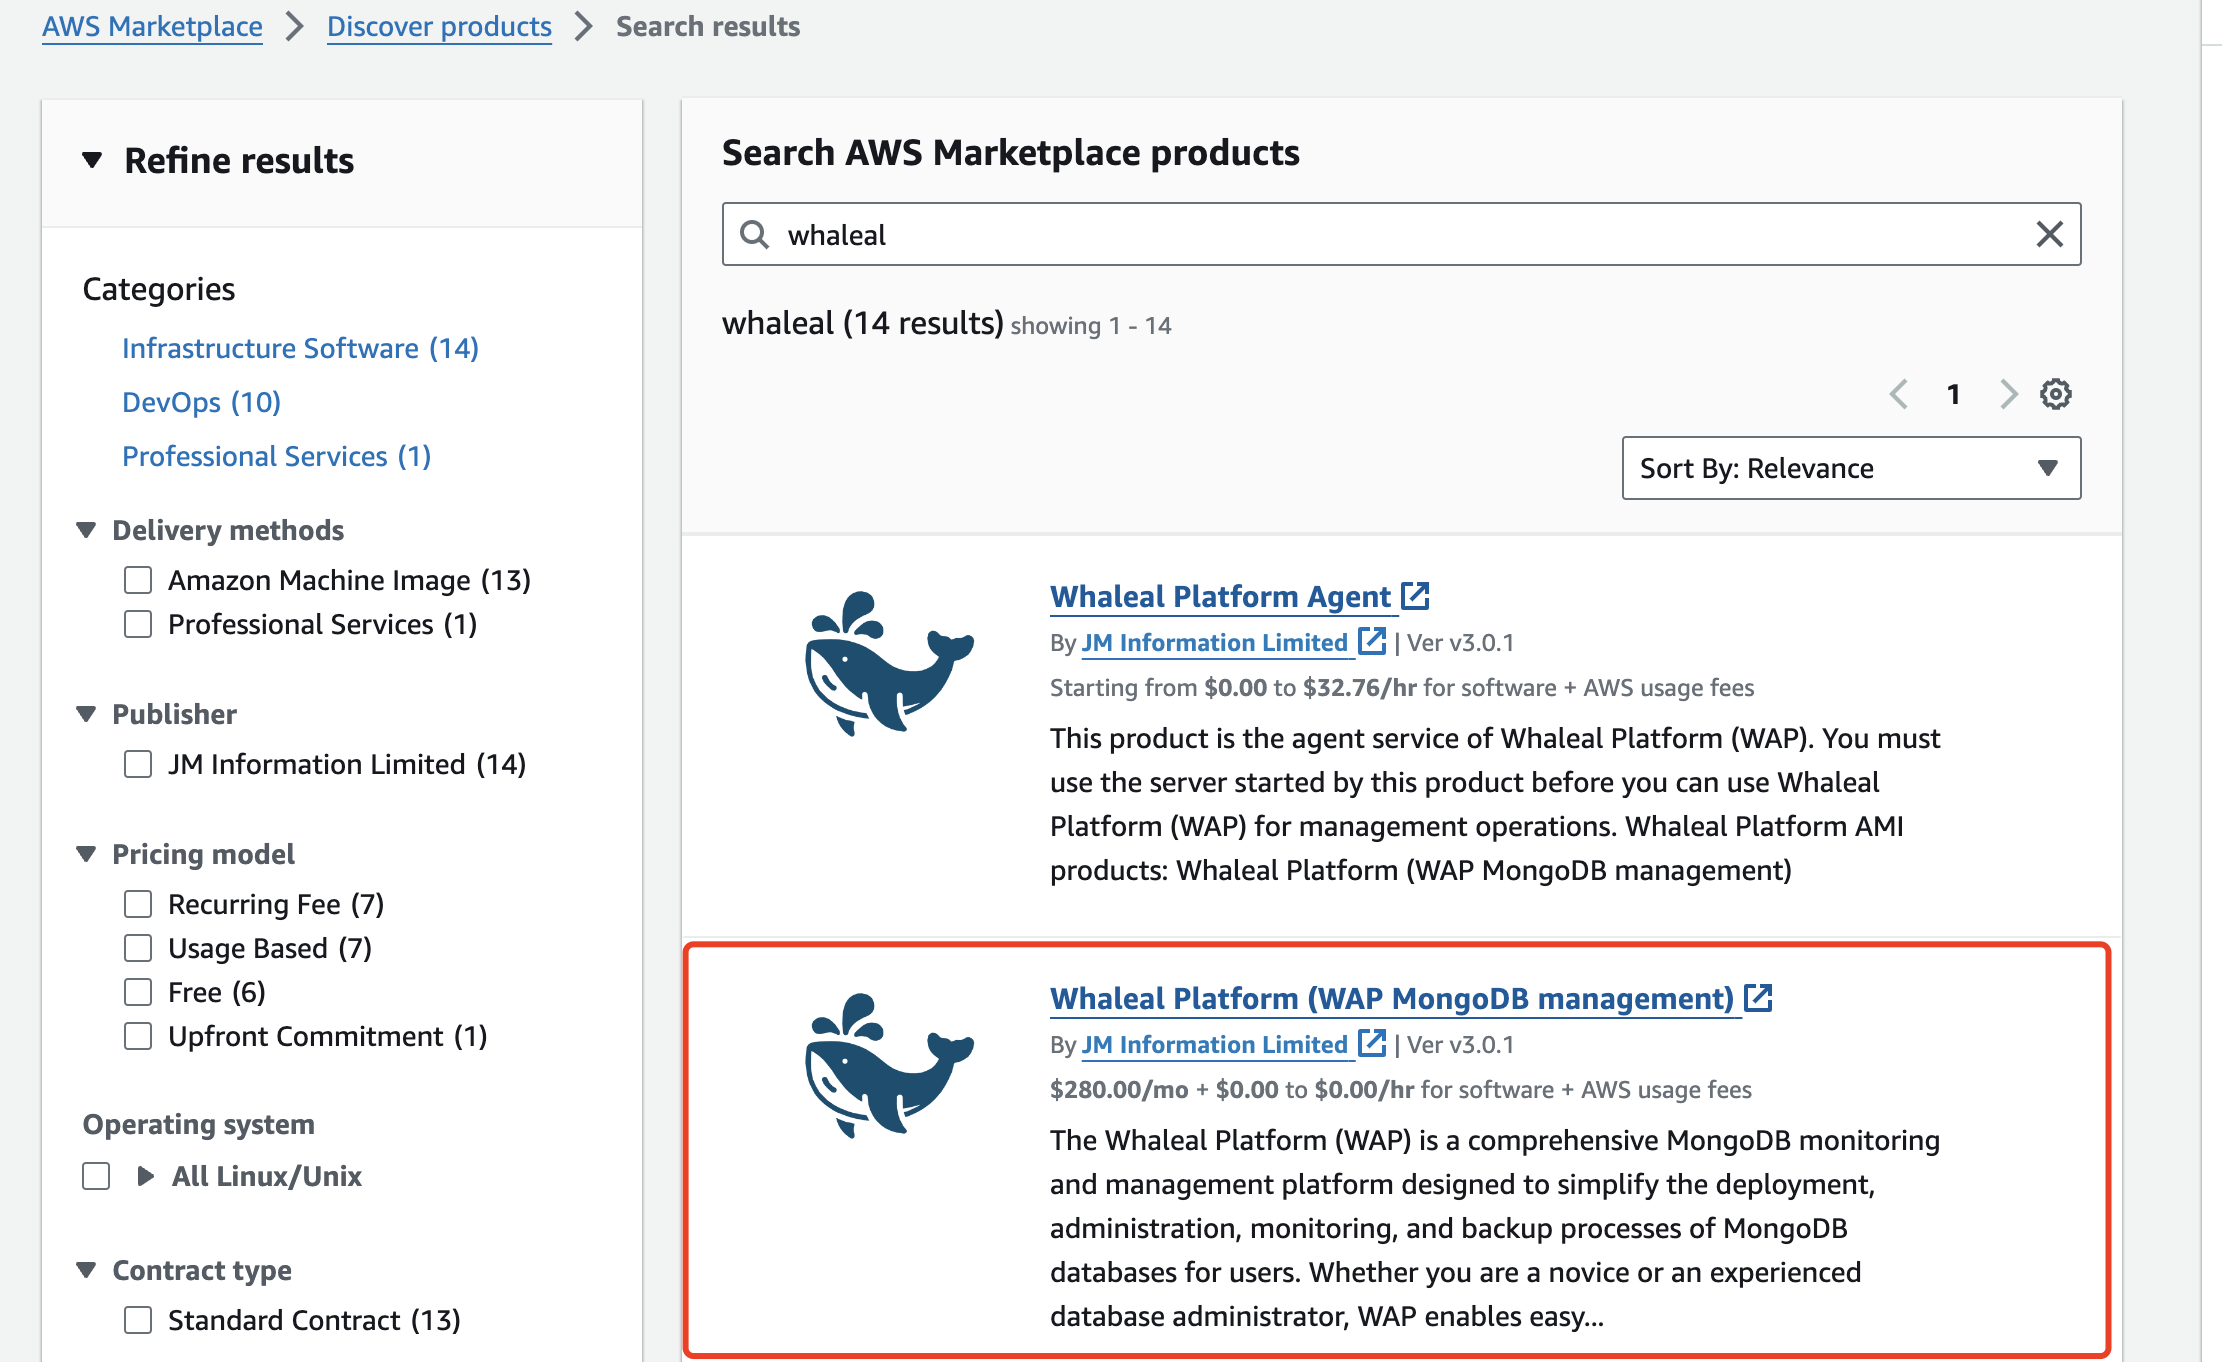 AWS Marketplace > Discover products > Search results
Refine results
Categories
Infrastructure Software (14)
DevOps (10)
Professional Services (1)
Delivery methods
Amazon Machine Image (13)
Professional Services (1)
Publisher
JM Information Limited (14)
Pricing model
Recurring Fee (7)
Usage Based (7)
Free (6)
Upfront Commitment (1)
Operating system
All Linux/Unix
Contract type
Standard Contract (13)
Search AWS Marketplace products
whaleal
whaleal (14 results) showing 1 - 14
1
Sort By: Relevance
Whaleal Platform Agent
By JM Information Limited | Ver v3.0.1
Starting from $0.00 to $32.76/hr for software + AWS usage fees
This product is the agent service of Whaleal Platform (WAP). You must
use the server started by this product before you can use Whaleal
Platform (WAP) for management operations. Whaleal Platform AMI
products: Whaleal Platform (WAP MongoDB management)
Whaleal Platform (WAP MongoDB management)
By JM Information Limited | Ver v3.0.1
$280.00/mo + $0.00 to $0.00/hr for software + AWS usage fees
The Whaleal Platform (WAP) is a comprehensive MongoDB monitoring
and management platform designed to simplify the deployment,
administration, monitoring, and backup processes of MongoDB
databases for users. Whether you are a novice or an experienced
database administrator, WAP enables easy...